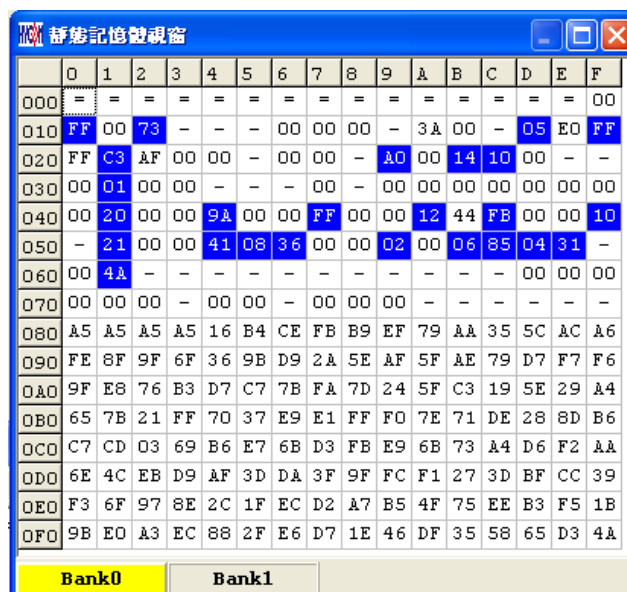 靜態記憶體視窗
0 1 2 3 4 5 6 7 8 9 A B C D E F
000 = = = = = = = = = = = = = = = 00
010 FF 00 73 – – – 00 00 00 – 3A 00 – 05 E0 FF
020 FF C3 AF 00 00 – 00 00 – A0 00 14 10 00 – –
030 00 01 00 00 – – – 00 – 00 00 00 00 00 00 00
040 00 20 00 00 9A 00 00 FF 00 00 12 44 FB 00 00 10
050 – 21 00 00 41 08 36 00 00 02 00 06 85 04 31 –
060 00 4A – – – – – – – – – – – 00 00 00
070 00 00 00 – 00 00 – 00 00 00 – – – – – –
080 A5 A5 A5 A5 16 B4 CE FB B9 EF 79 AA 35 5C AC A6
090 FE 8F 9F 6F 36 9B D9 2A 5E AF 5F AE 79 D7 F7 F6
0A0 9F E8 76 B3 D7 C7 7B FA 7D 24 5F C3 19 5E 29 A4
0B0 65 7B 21 FF 70 37 E9 E1 FF F0 7E 71 DE 28 8D B6
0C0 C7 CD 03 69 B6 E7 6B D3 FB E9 6B 73 A4 D6 F2 AA
0D0 6E 4C EB D9 AF 3D DA 3F 9F FC F1 27 3D BF CC 39
0E0 F3 6F 97 8E 2C 1F EC D2 A7 B5 4F 75 EE B3 F5 1B
0F0 9B E0 A3 EC 88 2F E6 D7 1E 46 DF 35 58 65 D3 4A
Bank0 Bank1